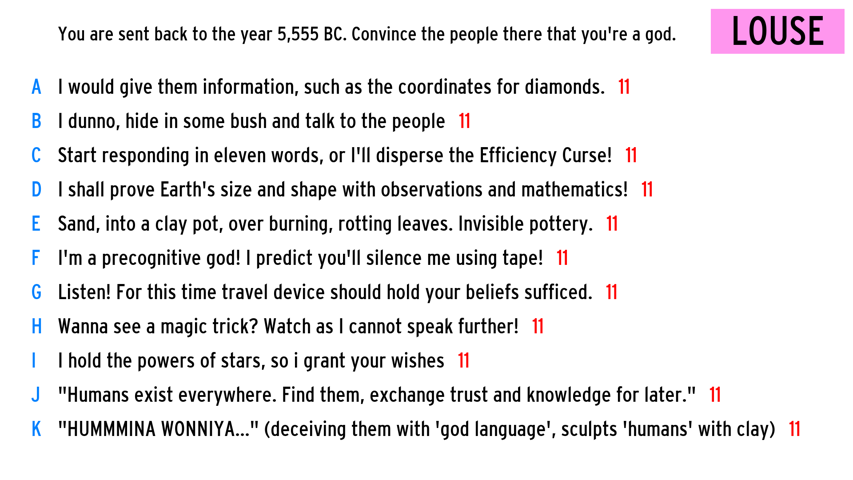 You are sent back to the year 5,555 BC. Convince the people there that you're a god.
LOUSE
A I would give them information, such as the coordinates for diamonds. 11
B I dunno, hide in some bush and talk to the people 11
C Start responding in eleven words, or I'll disperse the Efficiency Curse! 11
D I shall prove Earth's size and shape with observations and mathematics! 11
E Sand, into a clay pot, over burning, rotting leaves. Invisible pottery. 11
F I'm a precognitive god! I predict you'll silence me using tape! 11
G Listen! For this time travel device should hold your beliefs sufficed. 11
H Wanna see a magic trick? Watch as I cannot speak further! 11
I I hold the powers of stars, so i grant your wishes 11
J "Humans exist everywhere. Find them, exchange trust and knowledge for later." 11
K "HUMMMINA WONNIYA..." (deceiving them with 'god language', sculpts 'humans' with clay) 11